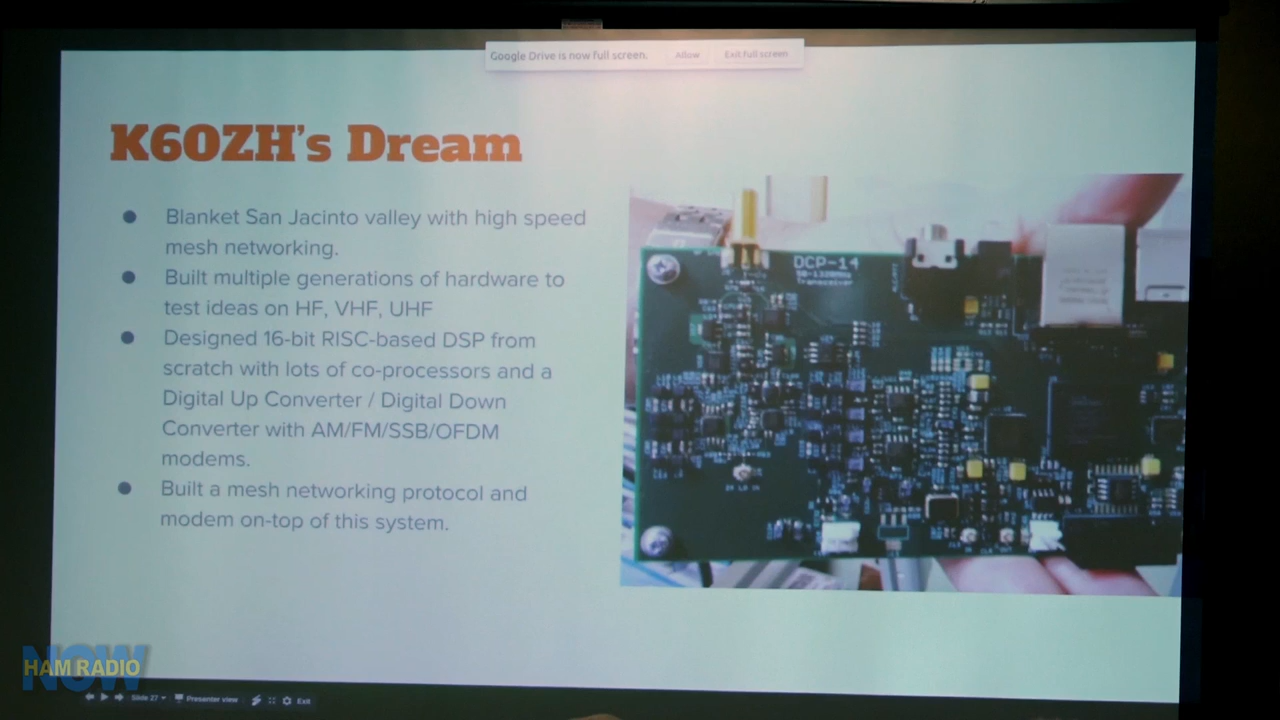 Google Drive is now full screen. Allow Exit full screen
K6OZH's Dream
● Blanket San Jacinto valley with high speed
mesh networking.
● Built multiple generations of hardware to
test ideas on HF, VHF, UHF
● Designed 16-bit RISC-based DSP from
scratch with lots of co-processors and a
Digital Up Converter / Digital Down
Converter with AM/FM/SSB/OFDM
modems.
● Built a mesh networking protocol and
modem on-top of this system.
DCP-14
50-1320MHz
Transceiver
NOW
HAM RADIO
Slide 27 Presenter view Exit